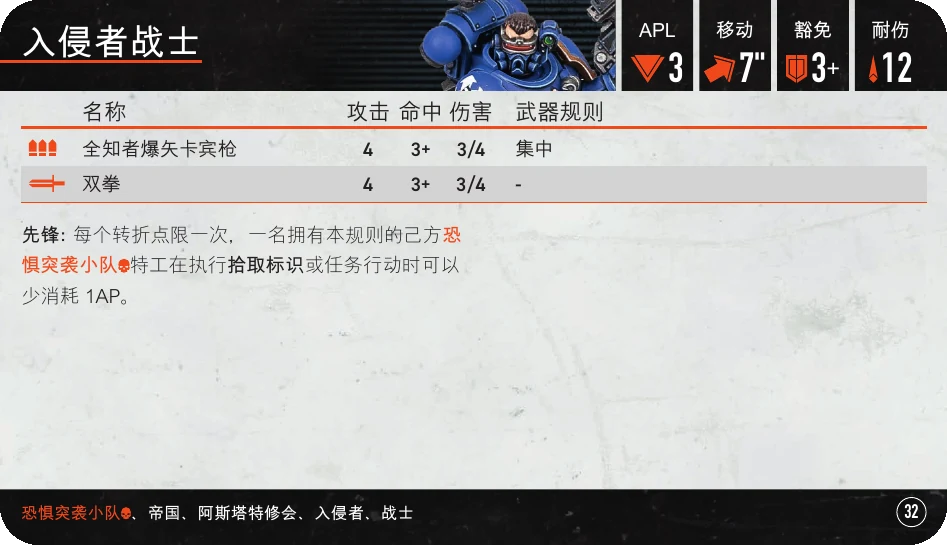 入侵者战士
APL 移动 豁免 耐伤
3 7" 3+ 12
名称 攻击 命中 伤害 武器规则
全知者爆矢卡宾枪 4 3+ 3/4 集中
双拳 4 3+ 3/4 -
先锋: 每个转折点限一次，一名拥有本规则的己方恐
惧突袭小队特工在执行拾取标识或任务行动时可以
少消耗 1AP。
恐惧突袭小队、帝国、阿斯塔特修会、入侵者、战士
32